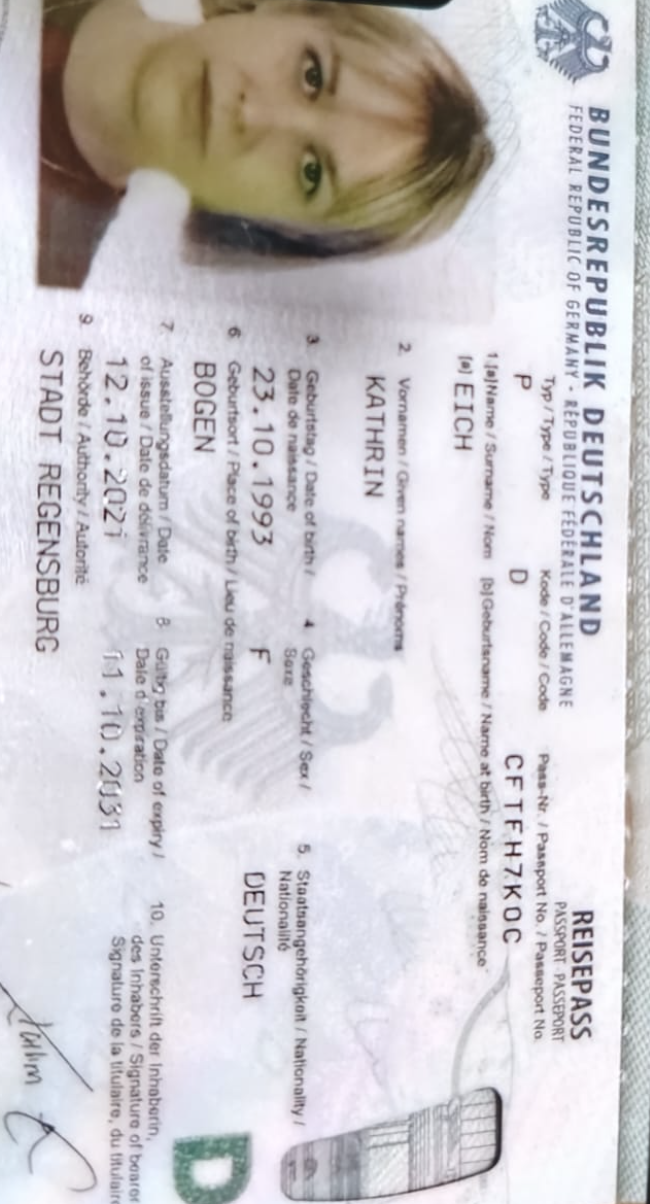 BUNDESREPUBLIK DEUTSCHLAND
FEDERAL REPUBLIC OF GERMANY · RÉPUBLIQUE FÉDÉRALE D'ALLEMAGNE
REISEPASS
PASSPORT PASSEPORT
Typ / Type / Type Kode / Code / Code Pass-Nr. / Passport No. / Passeport No.
P D CFTFH7K0C
1.[a] Name / Surname / Nom [b] Geburtsname / Name at birth / Nom de naissance
[a] EICH
2. Vornamen / Given names / Prénoms
KATHRIN
3. Geburtstag / Date of birth / 4. Geschlecht / Sex / 5. Staatsangehörigkeit / Nationality /
Date de naissance Sexe Nationalité
23.10.1993 F DEUTSCH
6. Geburtsort / Place of birth / Lieu de naissance
BOGEN
7. Ausstellungsdatum / Date 8. Gültig bis / Date of expiry / 10. Unterschrift der Inhaberin,
of issue / Date de délivrance Date d'expiration des Inhabers / Signature of bearer
12.10.2021 11.10.2031 Signature de la titulaire, du titulaire
9. Behörde / Authority / Autorité
STADT REGENSBURG
D